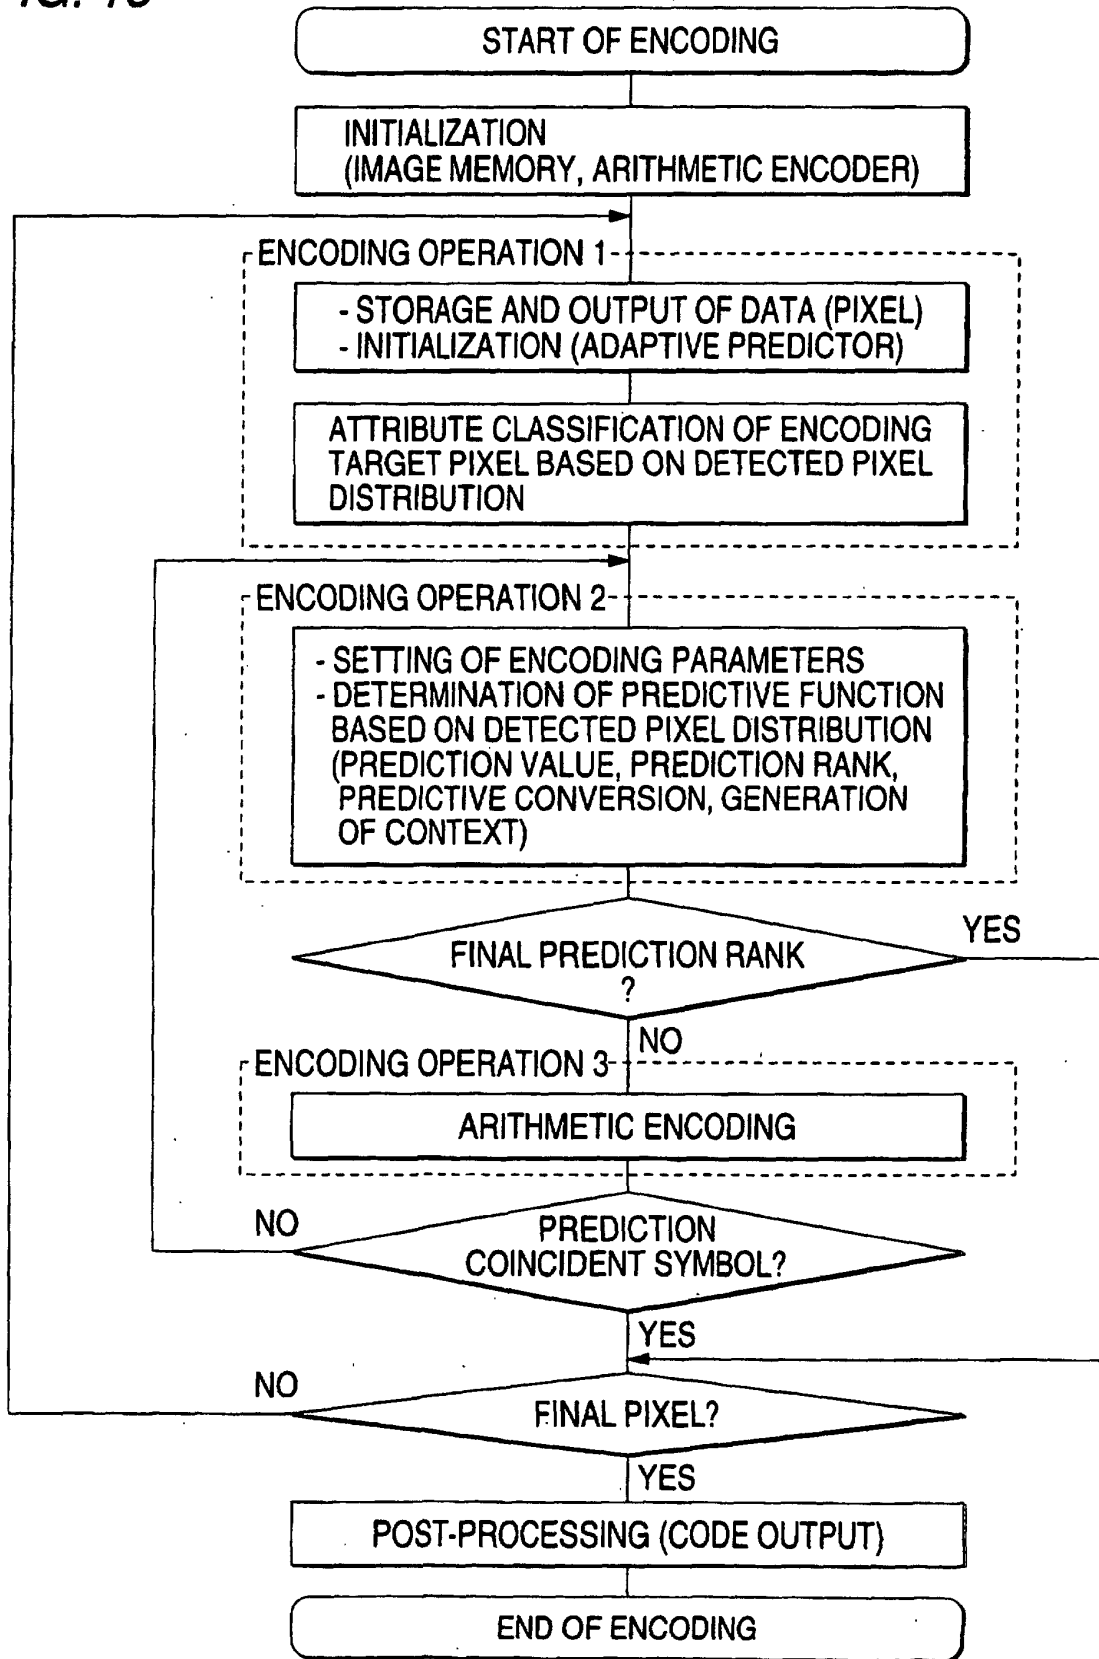 START OF ENCODING
INITIALIZATION
(IMAGE MEMORY, ARITHMETIC ENCODER)
ENCODING OPERATION 1
- STORAGE AND OUTPUT OF DATA (PIXEL)
- INITIALIZATION (ADAPTIVE PREDICTOR)
ATTRIBUTE CLASSIFICATION OF ENCODING
TARGET PIXEL BASED ON DETECTED PIXEL
DISTRIBUTION
ENCODING OPERATION 2
- SETTING OF ENCODING PARAMETERS
- DETERMINATION OF PREDICTIVE FUNCTION
BASED ON DETECTED PIXEL DISTRIBUTION
(PREDICTION VALUE, PREDICTION RANK,
PREDICTIVE CONVERSION, GENERATION
OF CONTEXT)
YES
FINAL PREDICTION RANK
?
NO
ENCODING OPERATION 3
ARITHMETIC ENCODING
NO
PREDICTION
COINCIDENT SYMBOL?
YES
NO
FINAL PIXEL?
YES
POST-PROCESSING (CODE OUTPUT)
END OF ENCODING